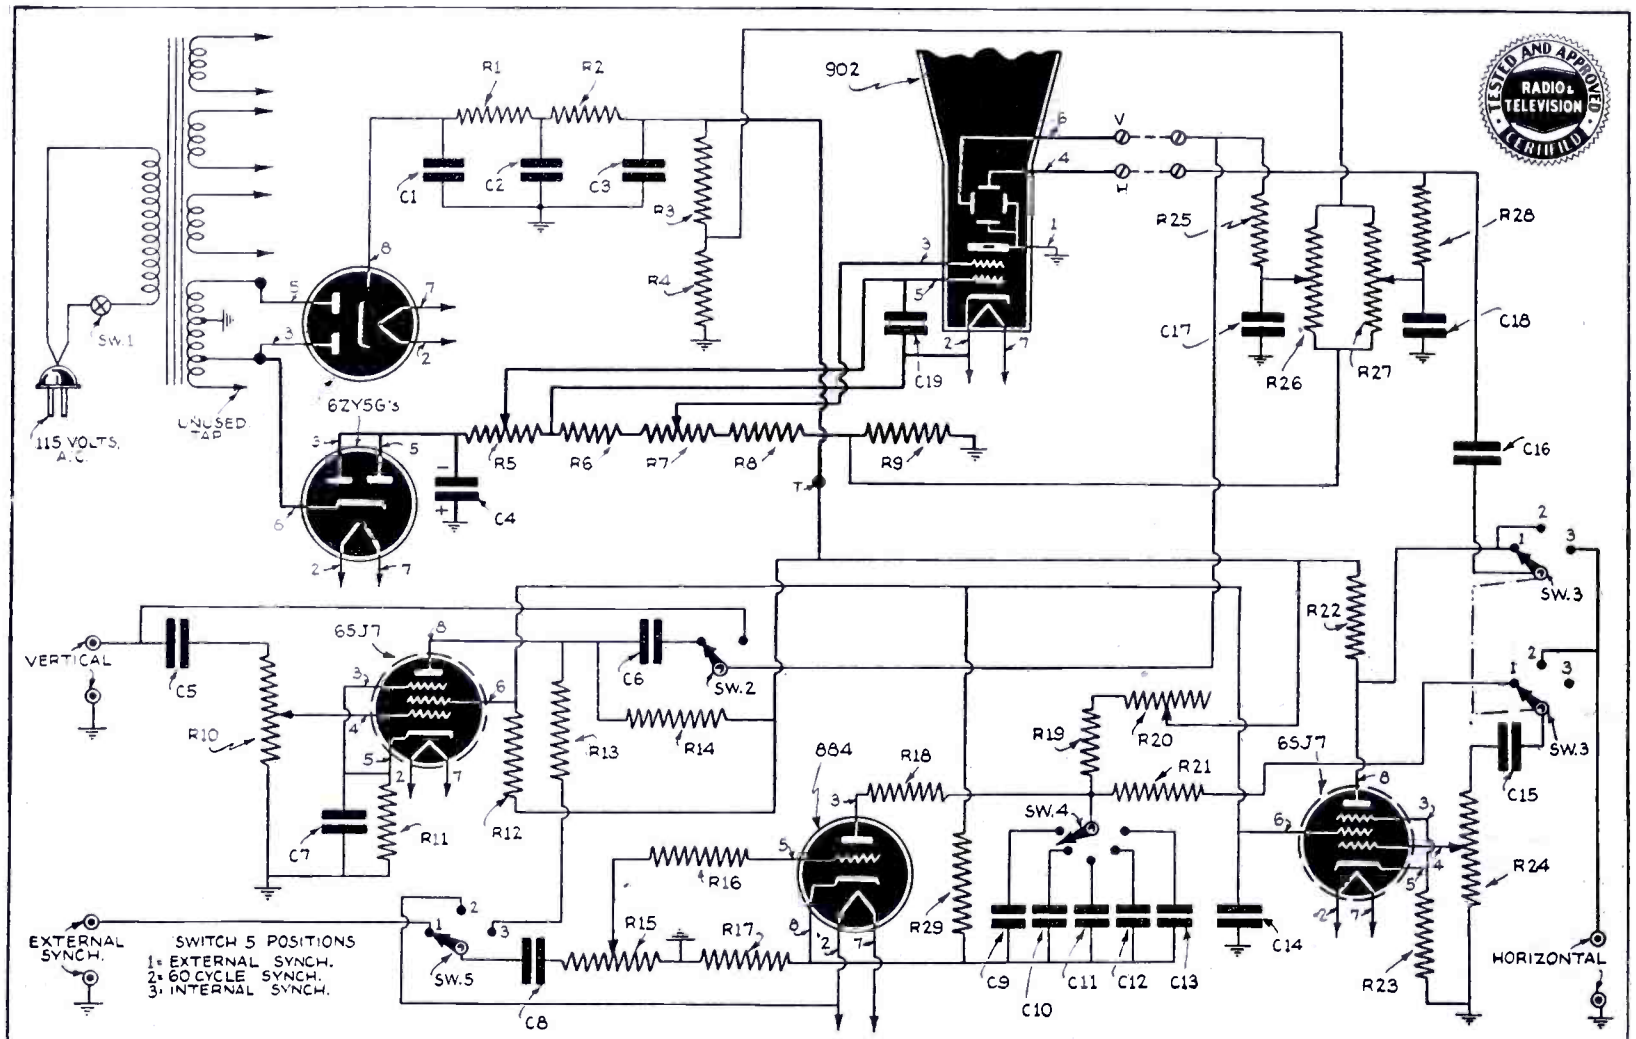 TESTED AND APPROVED
RADIO &
TELEVISION
CERTIFIED
902
R1
R2
C1
C2
C3
R3
R4
8
5
3
7
2
SW.1
115 VOLTS,
A.C.
UNUSED
TAP
6ZY5G's
3
5
6
2
7
-
+
C4
R5
R6
R7
R8
R9
3
5
2
7
C19
6
4
1
V
H
R25
R26
R27
R28
C17
C18
T
C16
2
1
3
SW.3
2
1
3
SW.3
C15
VERTICAL
C5
R10
6SJ7
8
3
4
5
6
2
7
C7
R11
R12
R13
R14
C6
SW.2
R22
884
3
5
8
2
7
R18
R19
R20
R21
SW.4
R16
R15
R17
R29
C9
C10
C11
C12
C13
C14
6SJ7
8
6
3
4
5
2
7
R24
R23
HORIZONTAL
EXTERNAL
SYNCH.
SWITCH 5 POSITIONS
1= EXTERNAL SYNCH.
2= 60 CYCLE SYNCH.
3= INTERNAL SYNCH.
2
1
3
SW.5
C8